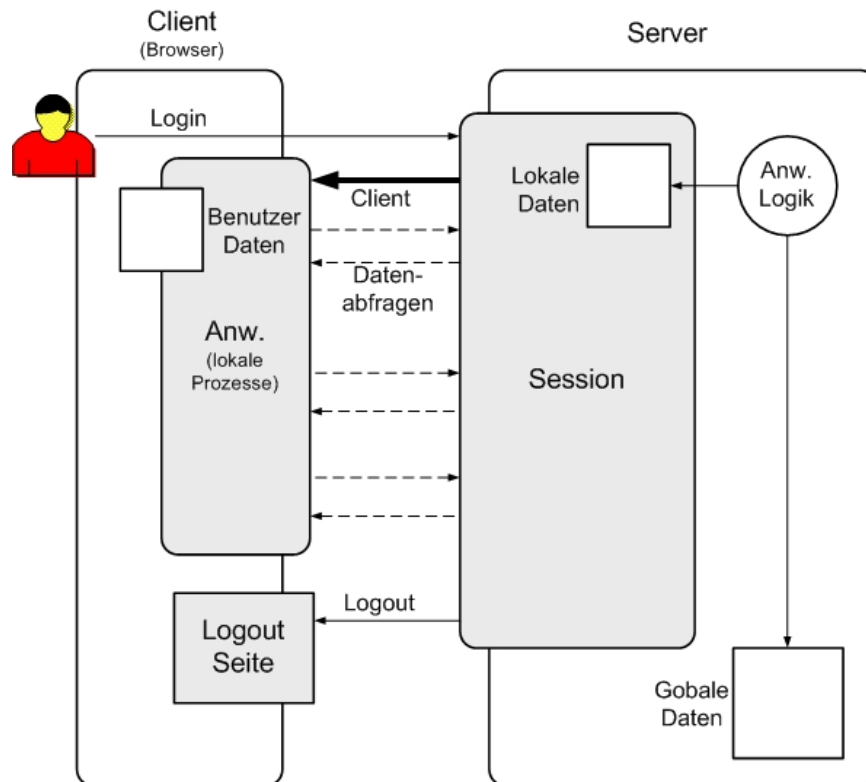 Client
(Browser)
Server
Login
Client
Benutzer
Daten
Daten-
abfragen
Anw.
(lokale
Prozesse)
Lokale
Daten
Anw.
Logik
Session
Logout
Logout
Seite
Gobale
Daten